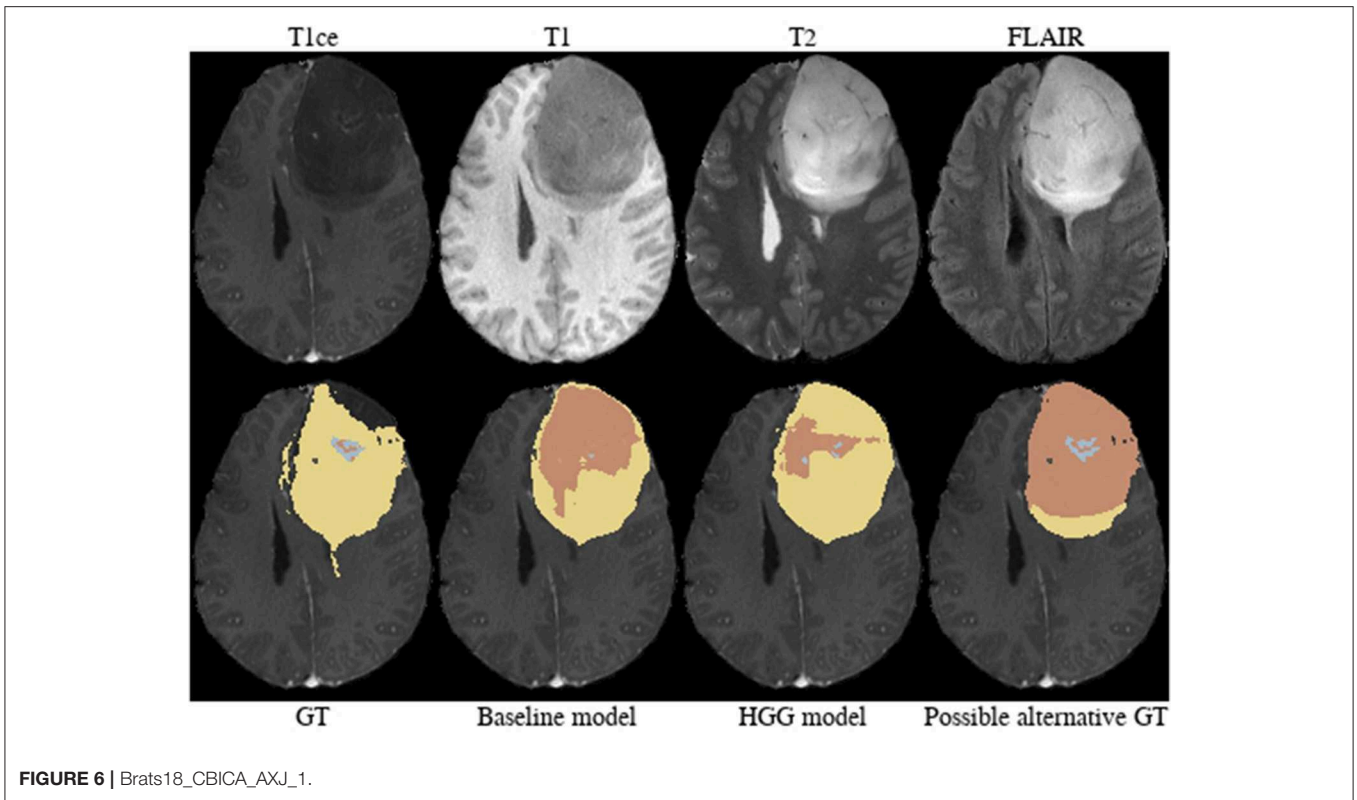 T1ce T1 T2 FLAIR
GT Baseline model HGG model Possible alternative GT
FIGURE 6 | Brats18_CBICA_AXJ_1.